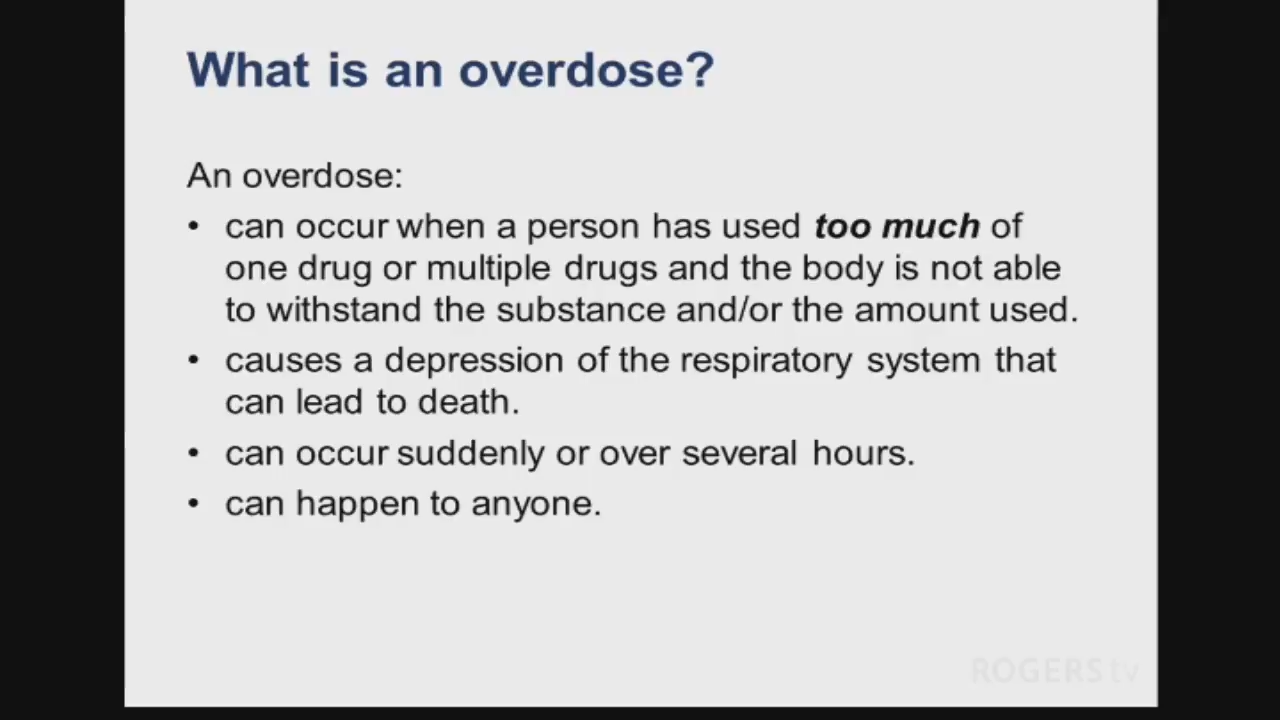 What is an overdose?
An overdose:
• can occur when a person has used too much of
one drug or multiple drugs and the body is not able
to withstand the substance and/or the amount used.
• causes a depression of the respiratory system that
can lead to death.
• can occur suddenly or over several hours.
• can happen to anyone.
ROGERS tv